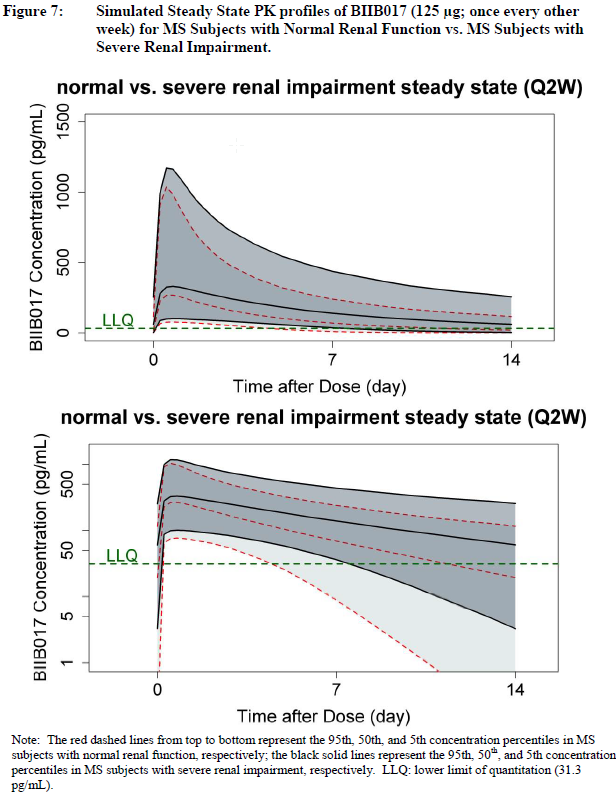 Figure 7: Simulated Steady State PK profiles of BIIB017 (125 µg; once every other
week) for MS Subjects with Normal Renal Function vs. MS Subjects with
Severe Renal Impairment.
normal vs. severe renal impairment steady state (Q2W)
BIIB017 Concentration (pg/mL)
1500
1000
500
0
LLQ
0 7 14
Time after Dose (day)
normal vs. severe renal impairment steady state (Q2W)
BIIB017 Concentration (pg/mL)
500
50
5
1
LLQ
0 7 14
Time after Dose (day)
Note: The red dashed lines from top to bottom represent the 95th, 50th, and 5th concentration percentiles in MS
subjects with normal renal function, respectively; the black solid lines represent the 95th, 50th, and 5th concentration
percentiles in MS subjects with severe renal impairment, respectively. LLQ: lower limit of quantitation (31.3
pg/mL).